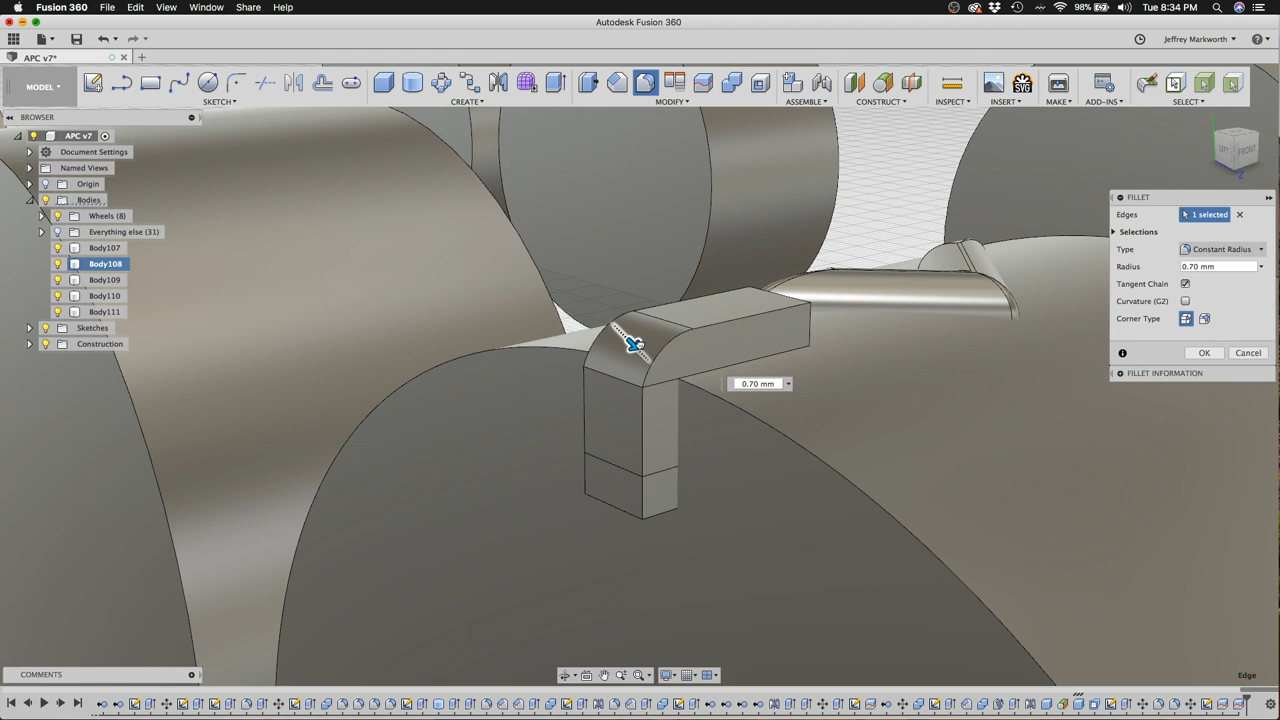 Fusion 360 File Edit View Window Share Help
98% Tue 8:34 PM
Autodesk Fusion 360
Jeffrey Markworth
APC v7*
MODEL
SKETCH CREATE MODIFY ASSEMBLE CONSTRUCT INSPECT INSERT MAKE ADD-INS SELECT
SVG
BROWSER
APC v7
Document Settings
Named Views
Origin
Bodies
Wheels (8)
Everything else (31)
Body107
Body108
Body109
Body110
Body111
Sketches
Construction
LEFT FRONT
Z
FILLET
Edges 1 selected
Selections
Type Constant Radius
Radius 0.70 mm
Tangent Chain
Curvature (G2)
Corner Type
OK Cancel
FILLET INFORMATION
0.70 mm
COMMENTS
Edge